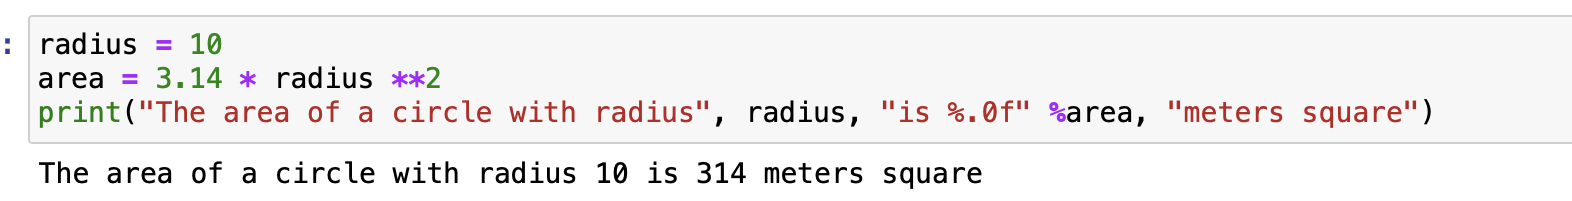 :
radius = 10
area = 3.14 * radius **2
print("The area of a circle with radius", radius, "is %.0f" %area, "meters square")
The area of a circle with radius 10 is 314 meters square